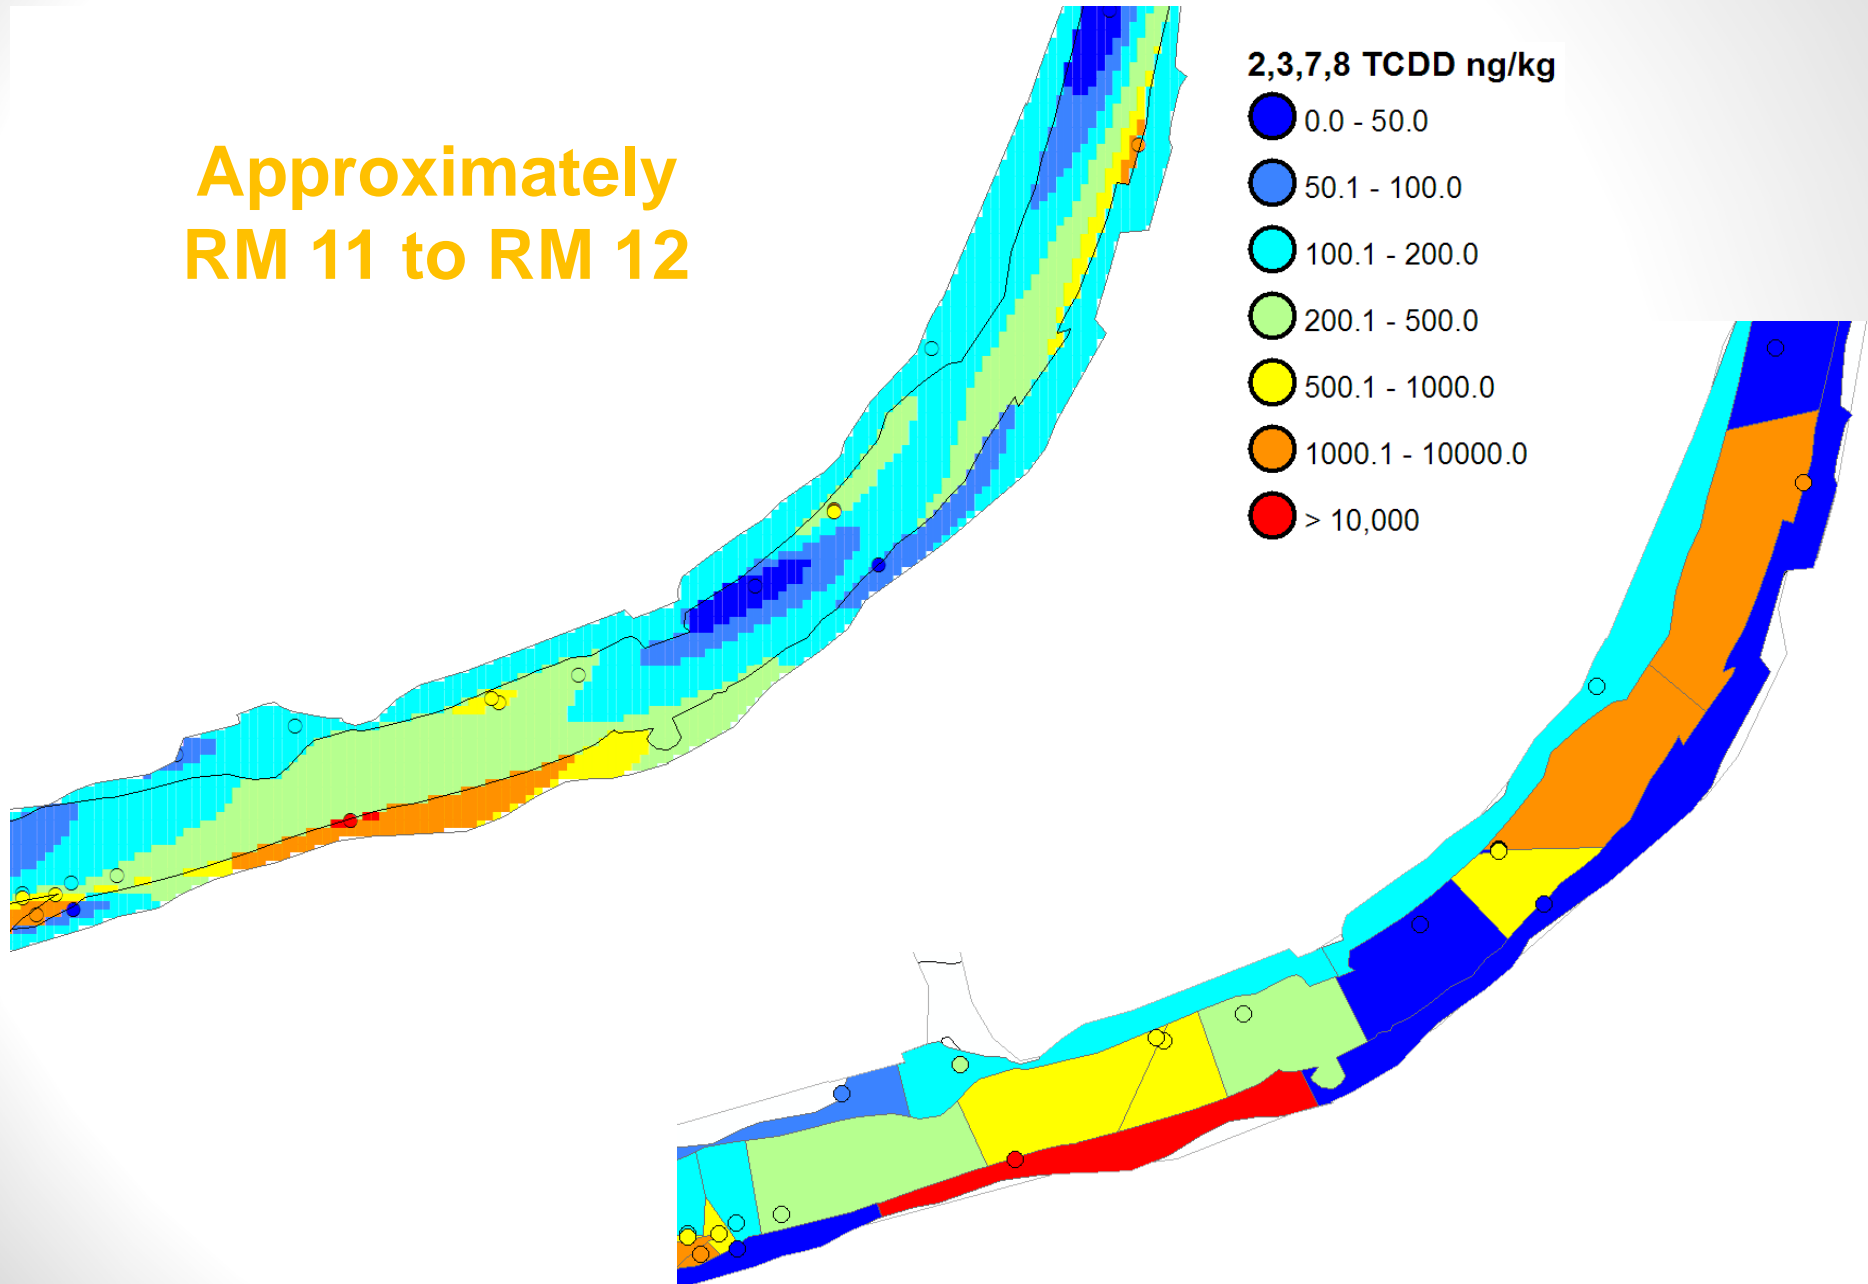 Approximately
RM 11 to RM 12
2,3,7,8 TCDD ng/kg
0.0 - 50.0
50.1 - 100.0
100.1 - 200.0
200.1 - 500.0
500.1 - 1000.0
1000.1 - 10000.0
> 10,000